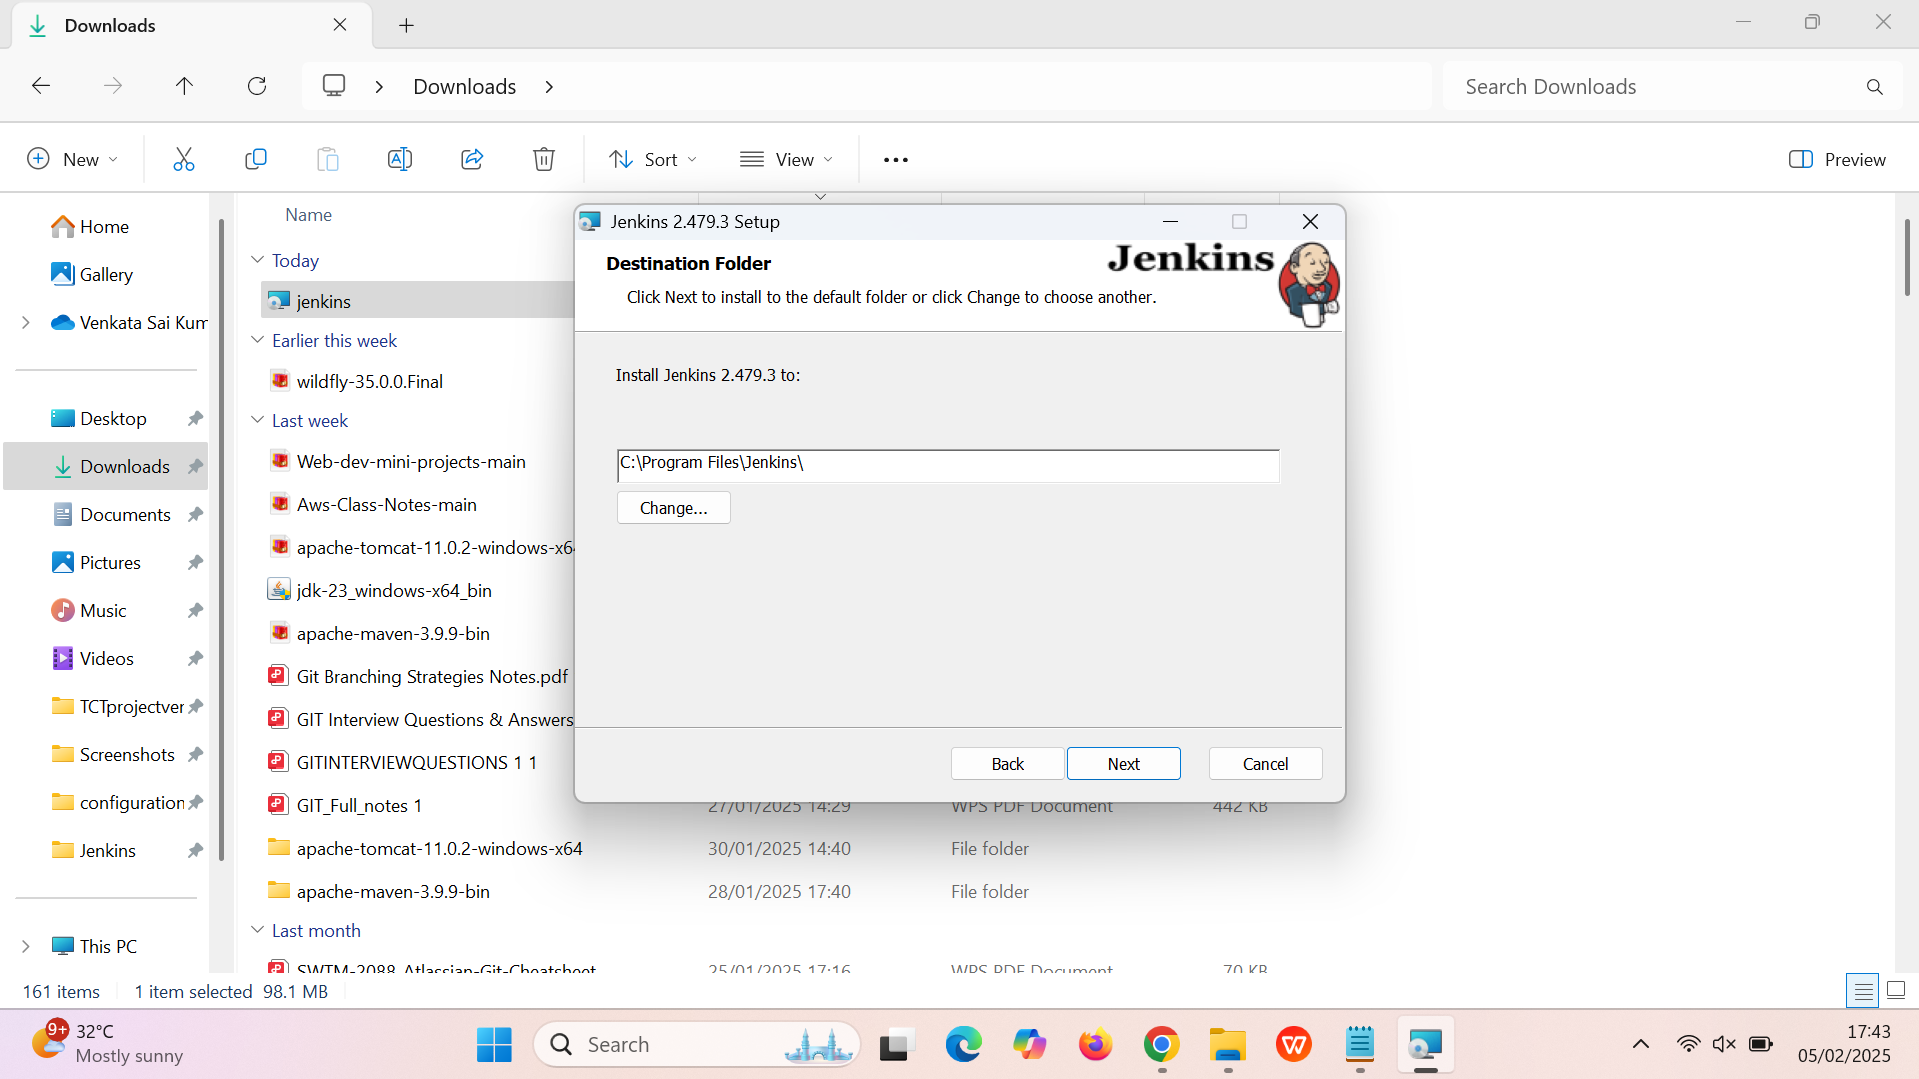 Downloads
Downloads
Search Downloads
New
Sort
View
Preview
Home
Gallery
Venkata Sai Kum
Desktop
Downloads
Documents
Pictures
Music
Videos
TCTprojectver
Screenshots
configuration
Jenkins
This PC
Name
Today
jenkins
Earlier this week
wildfly-35.0.0.Final
Last week
Web-dev-mini-projects-main
Aws-Class-Notes-main
apache-tomcat-11.0.2-windows-x64
jdk-23_windows-x64_bin
apache-maven-3.9.9-bin
Git Branching Strategies Notes.pdf
GIT Interview Questions & Answers
GITINTERVIEWQUESTIONS 1 1
GIT_Full_notes 1 27/01/2025 14:29 WPS PDF Document 442 KB
apache-tomcat-11.0.2-windows-x64 30/01/2025 14:40 File folder
apache-maven-3.9.9-bin 28/01/2025 17:40 File folder
Last month
SWTM-2088_Atlassian-Git-Cheatsheet 25/01/2025 17:16 WPS PDF Document 70 KB
Jenkins 2.479.3 Setup
Destination Folder
Jenkins
Click Next to install to the default folder or click Change to choose another.
Install Jenkins 2.479.3 to:
C:\Program Files\Jenkins\
Change...
Back Next Cancel
161 items 1 item selected 98.1 MB
9+
32°C
Mostly sunny
Search
17:43
05/02/2025